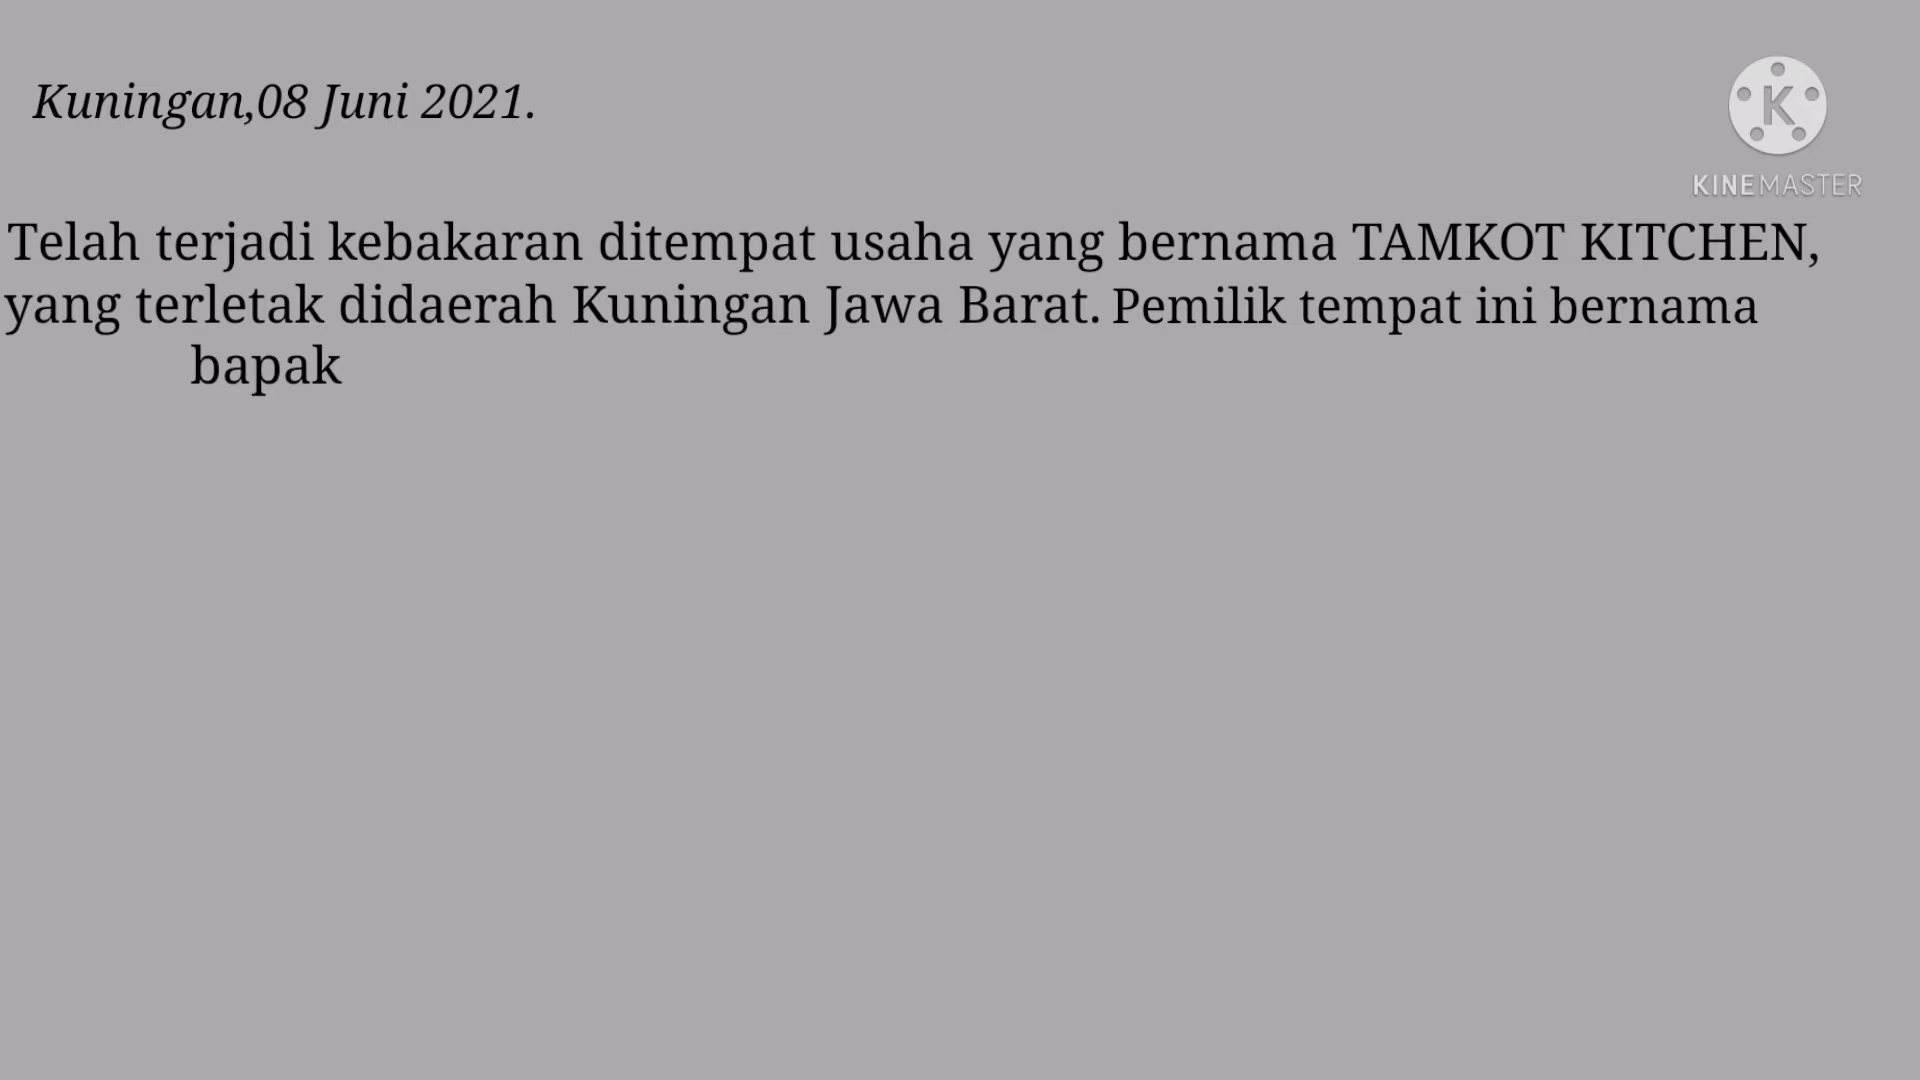 Kuningan,08 Juni 2021.
K
KINEMASTER
Telah terjadi kebakaran ditempat usaha yang bernama TAMKOT KITCHEN,
yang terletak didaerah Kuningan Jawa Barat. Pemilik tempat ini bernama
bapak